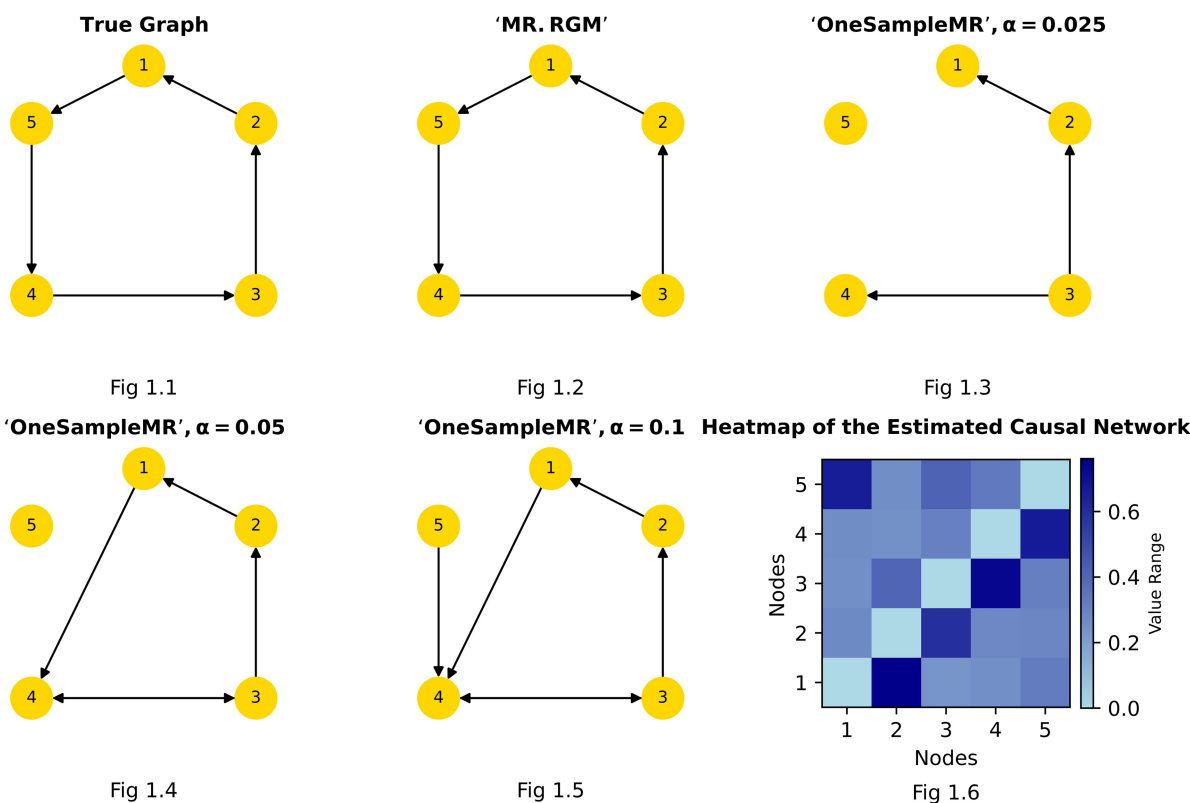 True Graph
1
5
2
4
3
Fig 1.1
‘MR. RGM’
1
5
2
4
3
Fig 1.2
‘OneSampleMR’, α = 0.025
1
5
2
4
3
Fig 1.3
‘OneSampleMR’, α = 0.05
1
5
2
4
3
Fig 1.4
‘OneSampleMR’, α = 0.1
1
5
2
4
3
Fig 1.5
Heatmap of the Estimated Causal Network
Nodes
5
4
3
2
1
1 2 3 4 5
Nodes
0.6
0.4
0.2
0.0
Value Range
Fig 1.6